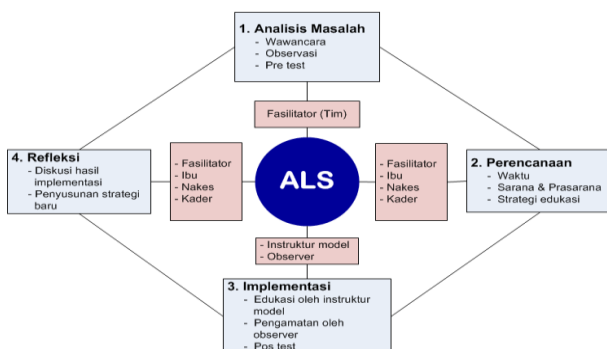 1. Analisis Masalah
- Wawancara
- Observasi
- Pre test
Fasilitator (Tim)
4. Refleksi
- Diskusi hasil
implementasi
- Penyusunan strategi
baru
- Fasilitator
- Ibu
- Nakes
- Kader
ALS
- Fasilitator
- Ibu
- Nakes
- Kader
2. Perencanaan
- Waktu
- Sarana & Prasarana
- Strategi edukasi
- Instruktur model
- Observer
3. Implementasi
- Edukasi oleh instruktur
model
- Pengamatan oleh
observer
- Pos test